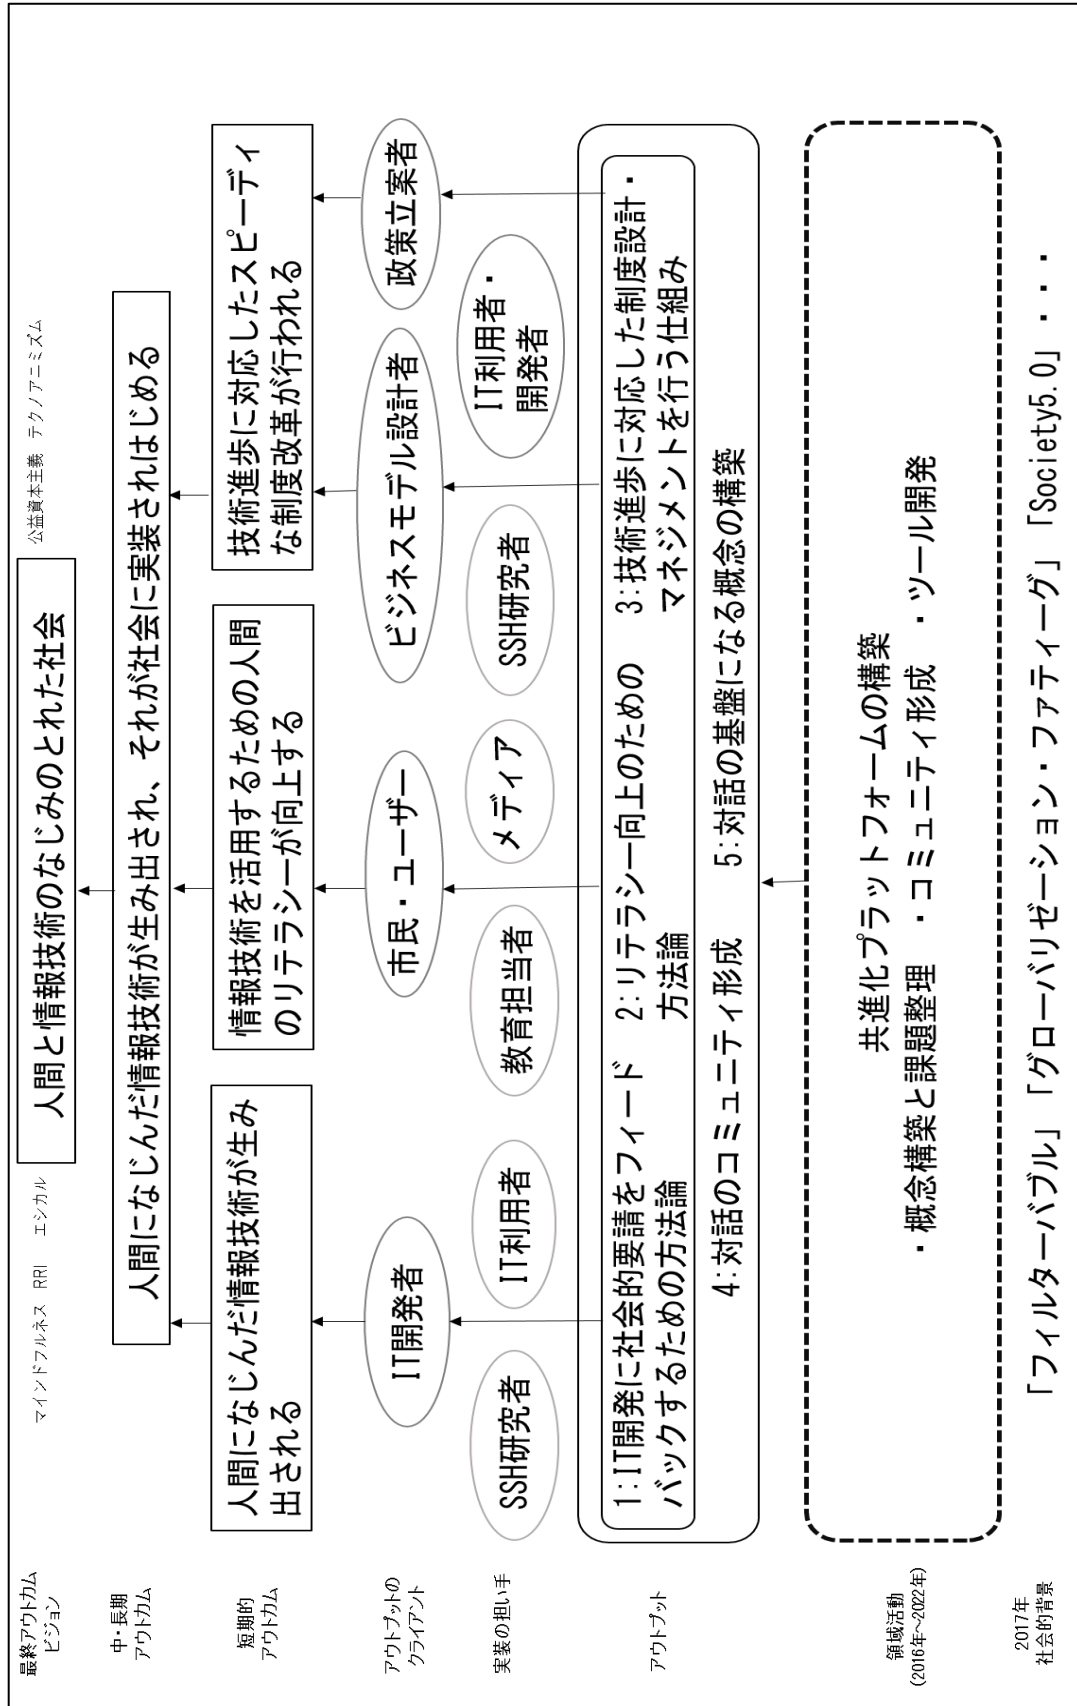 最終アウトカム
ビジョン
マインドフルネス RRI エシカル
人間と情報技術のなじみのとれた社会
公益資本主義 テクノアニミズム
中・長期
アウトカム
人間になじんだ情報技術が生み出され、それが社会に実装されはじめる
短期的
アウトカム
人間になじんだ情報技術が生み
出される
情報技術を活用するための人間
のリテラシーが向上する
技術進歩に対応したスピーディ
な制度改革が行われる
アウトプットの
クライアント
IT開発者
市民・ユーザー
ビジネスモデル設計者
政策立案者
実装の担い手
SSH研究者
IT利用者
教育担当者
メディア
SSH研究者
IT利用者・
開発者
アウトプット
1:IT開発に社会的要請をフィード
バックするための方法論
2:リテラシー向上のための
方法論
3:技術進歩に対応した制度設計・
マネジメントを行う仕組み
4:対話のコミュニティ形成 5:対話の基盤になる概念の構築
領域活動
(2016年~2022年)
共進化プラットフォームの構築
・概念構築と課題整理 ・コミュニティ形成 ・ツール開発
2017年
社会的背景
「フィルターバブル」「グローバリゼーション・ファティーグ」「Society5.0」・・・